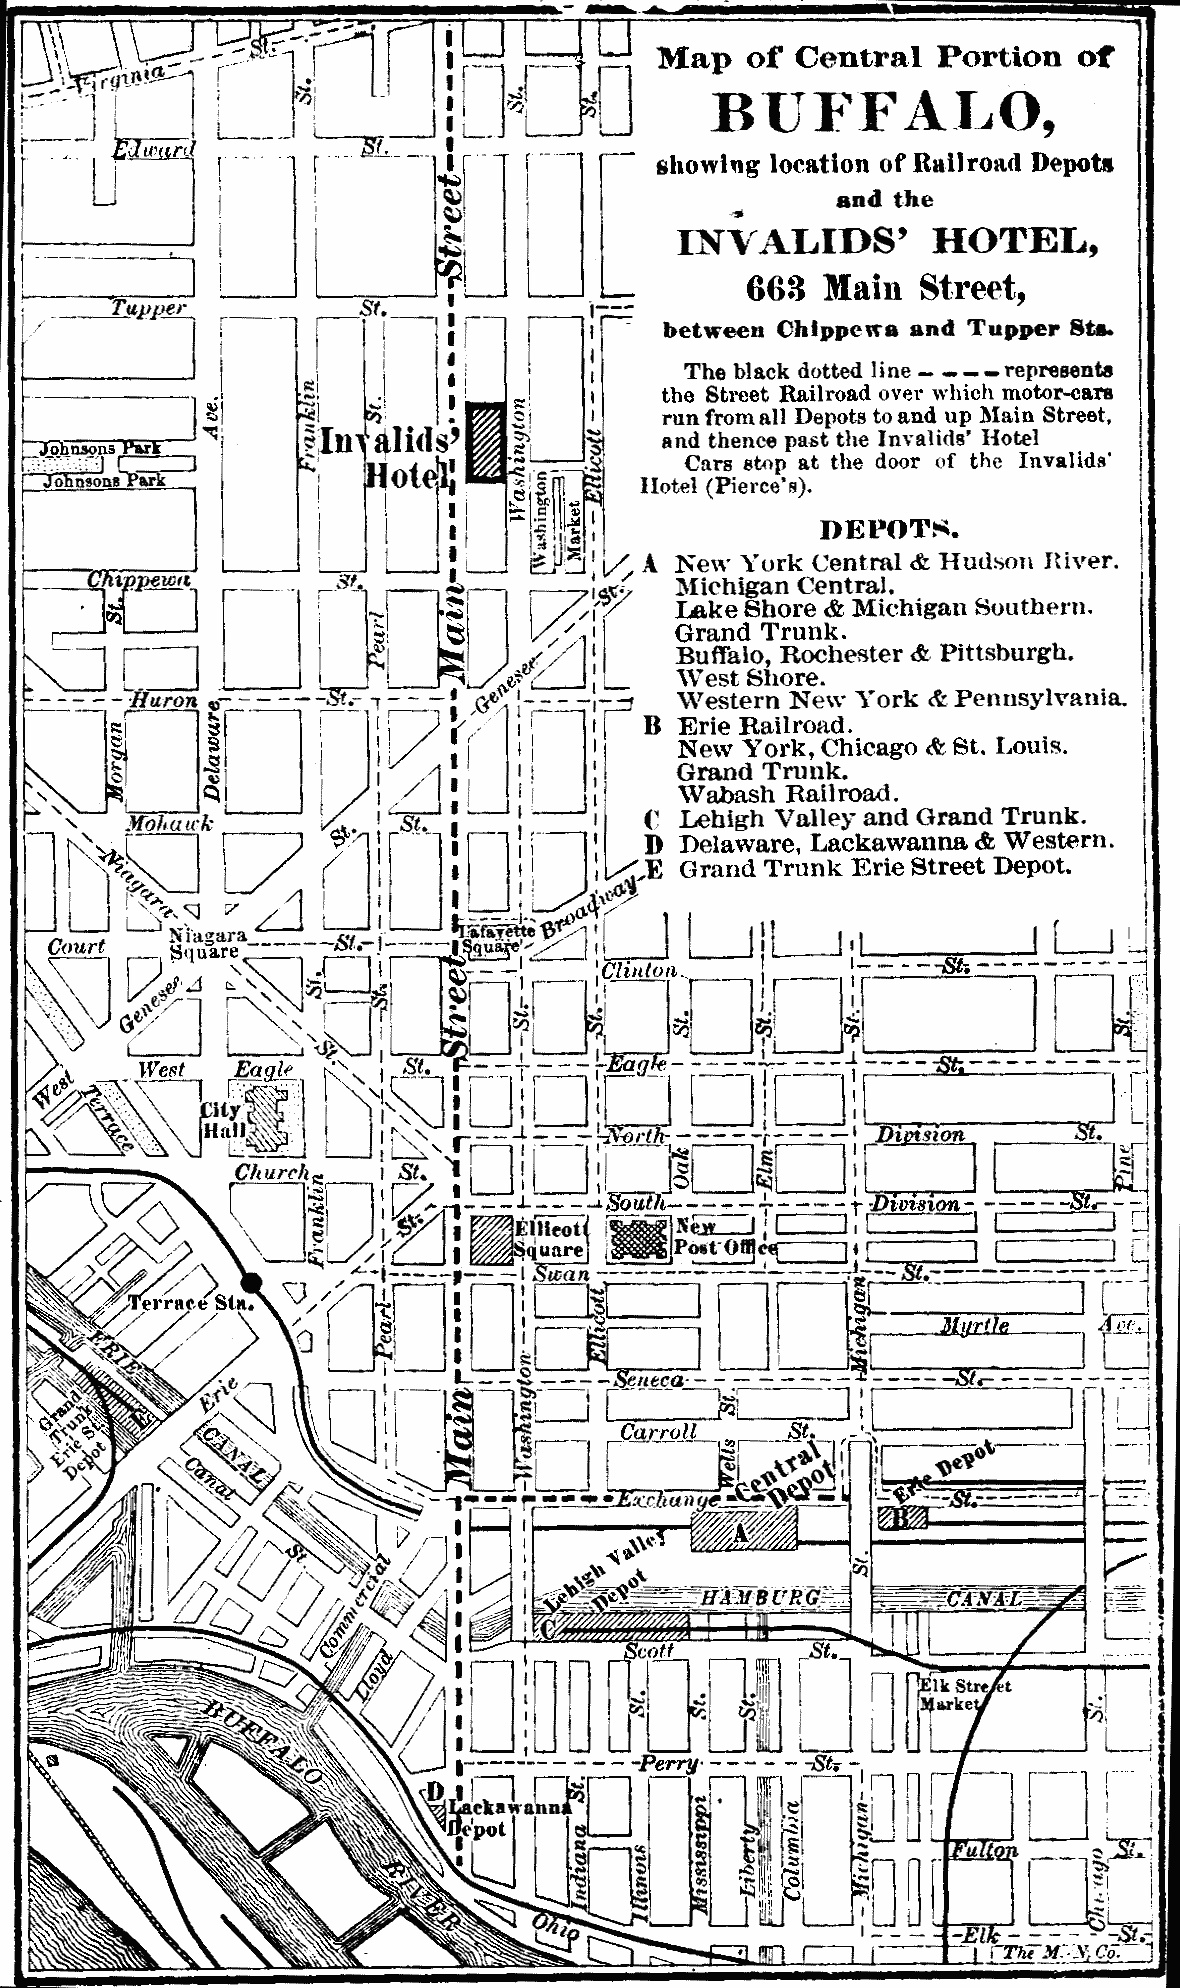 Map of Central Portion of
BUFFALO,
showing location of Railroad Depots
and the
INVALIDS' HOTEL,
663 Main Street,
between Chippewa and Tupper Sts.
The black dotted line – – – – represents
the Street Railroad over which motor-cars
run from all Depots to and up Main Street,
and thence past the Invalids' Hotel
Cars stop at the door of the Invalids'
Hotel (Pierce's).
DEPOTS.
A New York Central & Hudson River.
Michigan Central.
Lake Shore & Michigan Southern.
Grand Trunk.
Buffalo, Rochester & Pittsburgh.
West Shore.
Western New York & Pennsylvania.
B Erie Railroad.
New York, Chicago & St. Louis.
Grand Trunk.
Wabash Railroad.
C Lehigh Valley and Grand Trunk.
D Delaware, Lackawanna & Western.
E Grand Trunk Erie Street Depot.
Virginia St.
St.
St.
St.
Edward St.
Street
Tupper St.
Ave.
Franklin
St.
Invalids'
Hotel
Washington
Ellicott
Johnsons Park
Johnsons Park
Washington
Market
Chippewa St.
St.
St.
Pearl
Main
Genesee
Huron St.
Morgan
Delaware
Mohawk St.
St.
Niagara
Broadway
Lafayette
Square
Court St.
Niagara
Square
Clinton St.
Genesee
St.
St.
Street
St.
St.
St.
St.
St.
St.
St.
West Eagle St.
Eagle St.
West
Terrace
City
Hall
North Division St.
Oak
Elm
Pine
Church St.
Franklin
St.
South Division St.
Ellicott
Square
New
Post Office
Swan St.
Terrace Sta.
Pearl
Ellicott
Michigan
Myrtle Ave.
ERIE
CANAL
Erie
Seneca St.
Grand
Trunk
Erie St.
Depot
E
Canal
St.
Main
Washington
Carroll St.
St.
Wells
Central
Depot
Erie Depot
Exchange St.
A
B
St.
Lehigh Valley
Depot
C
HAMBURG CANAL
Commercial
Lloyd
Scott St.
Elk Street
Market
St.
St.
St.
St.
BUFFALO
RIVER
Perry St.
D
Lackawanna
Depot
St.
Indiana
Illinois
Mississippi
Liberty
Columbia
Michigan
Fulton St.
Chicago
Ohio
Elk St.
The M. N. Co.